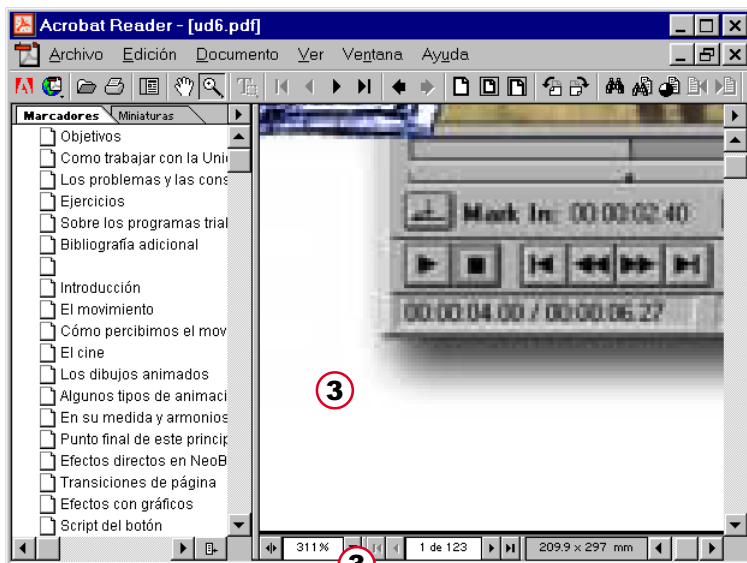 Acrobat Reader - [ud6.pdf]
Archivo Edición Documento Ver Ventana Ayuda
Marcadores Miniaturas
Objetivos
Como trabajar con la Uni
Los problemas y las cons
Ejercicios
Sobre los programas trial
Bibliografía adicional
Introducción
El movimiento
Cómo percibimos el mov
El cine
Los dibujos animados
Algunos tipos de animaci
En su medida y armonios
Punto final de este princip
Efectos directos en NeoB
Transiciones de página
Efectos con gráficos
Script del botón
Mark In: 00:00:02.40
00:00:04.00 / 00:00:06.27
3
311% 1 de 123 209.9 x 297 mm